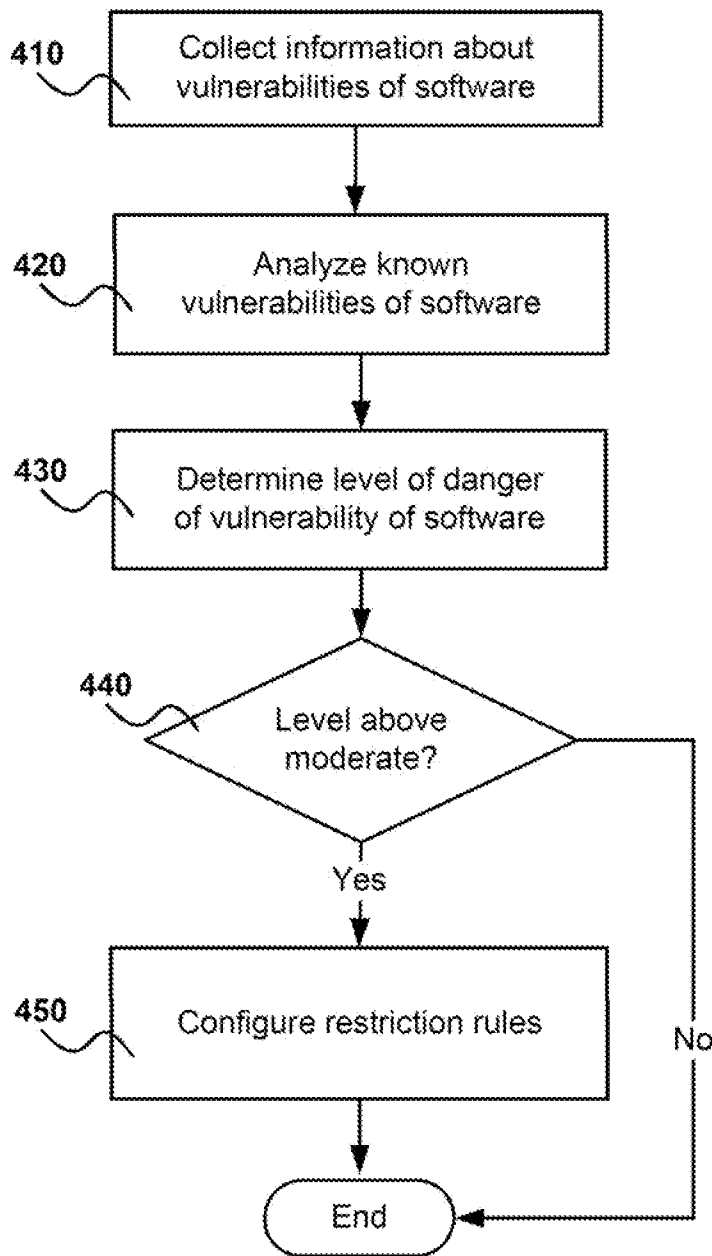 410
Collect information about
vulnerabilities of software
420
Analyze known
vulnerabilities of software
430
Determine level of danger
of vulnerability of software
440
Level above
moderate?
Yes
450
Configure restriction rules
No
End